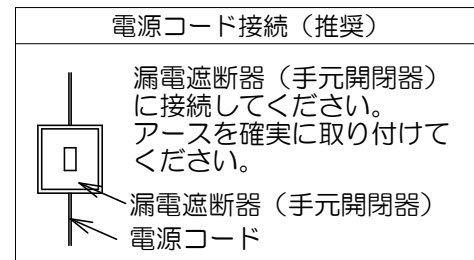 電源コード接続（推奨）
漏電遮断器（手元開閉器）
に接続してください。
アースを確実に取り付けて
ください。
漏電遮断器（手元開閉器）
電源コード